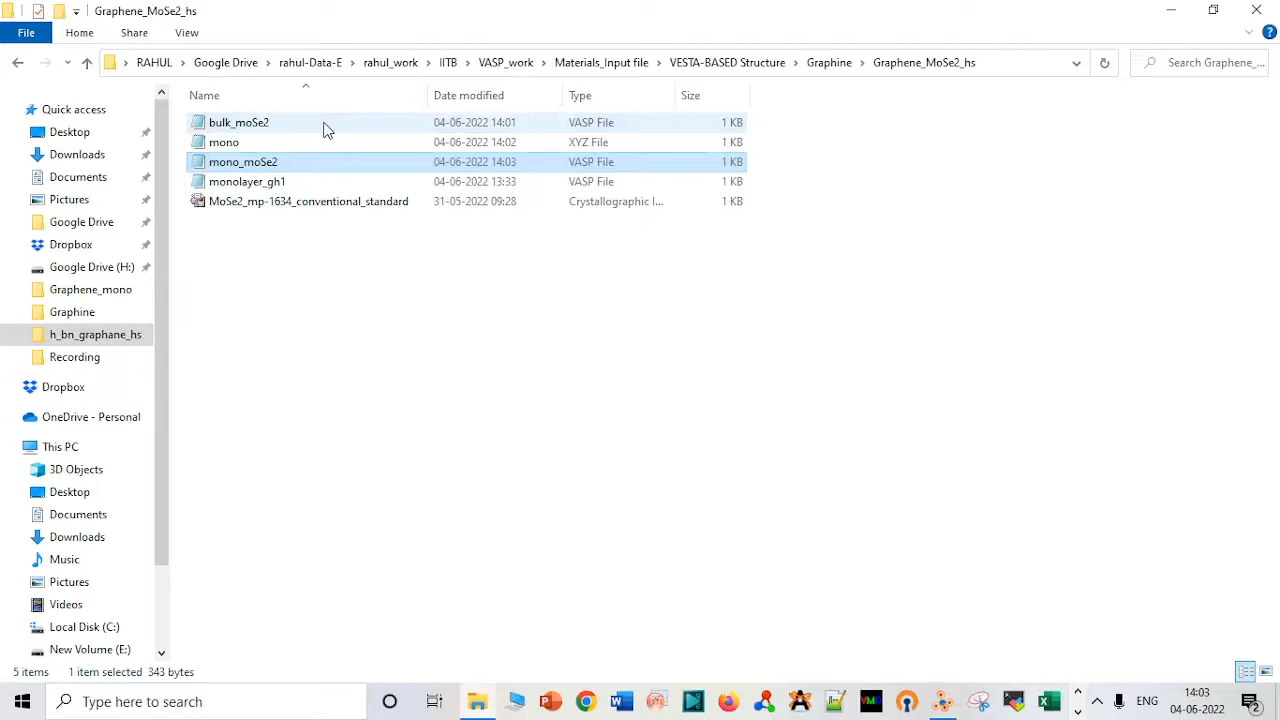 Graphene_MoSe2_hs
File Home Share View
RAHUL Google Drive rahul-Data-E rahul_work IITB VASP_work Materials_Input file VESTA-BASED Structure Graphine Graphene_MoSe2_hs
Search Graphene_...
Name Date modified Type Size
bulk_moSe2 04-06-2022 14:01 VASP File 1 KB
mono 04-06-2022 14:02 XYZ File 1 KB
mono_moSe2 04-06-2022 14:03 VASP File 1 KB
monolayer_gh1 04-06-2022 13:33 VASP File 1 KB
MoSe2_mp-1634_conventional_standard 31-05-2022 09:28 Crystallographic I... 1 KB
Quick access
Desktop
Downloads
Documents
Pictures
Google Drive
Dropbox
Google Drive (H:)
Graphene_mono
Graphine
h_bn_graphane_hs
Recording
Dropbox
OneDrive - Personal
This PC
3D Objects
Desktop
Documents
Downloads
Music
Pictures
Videos
Local Disk (C:)
New Volume (E:)
5 items 1 item selected 343 bytes
Type here to search
ENG
14:03
04-06-2022
2